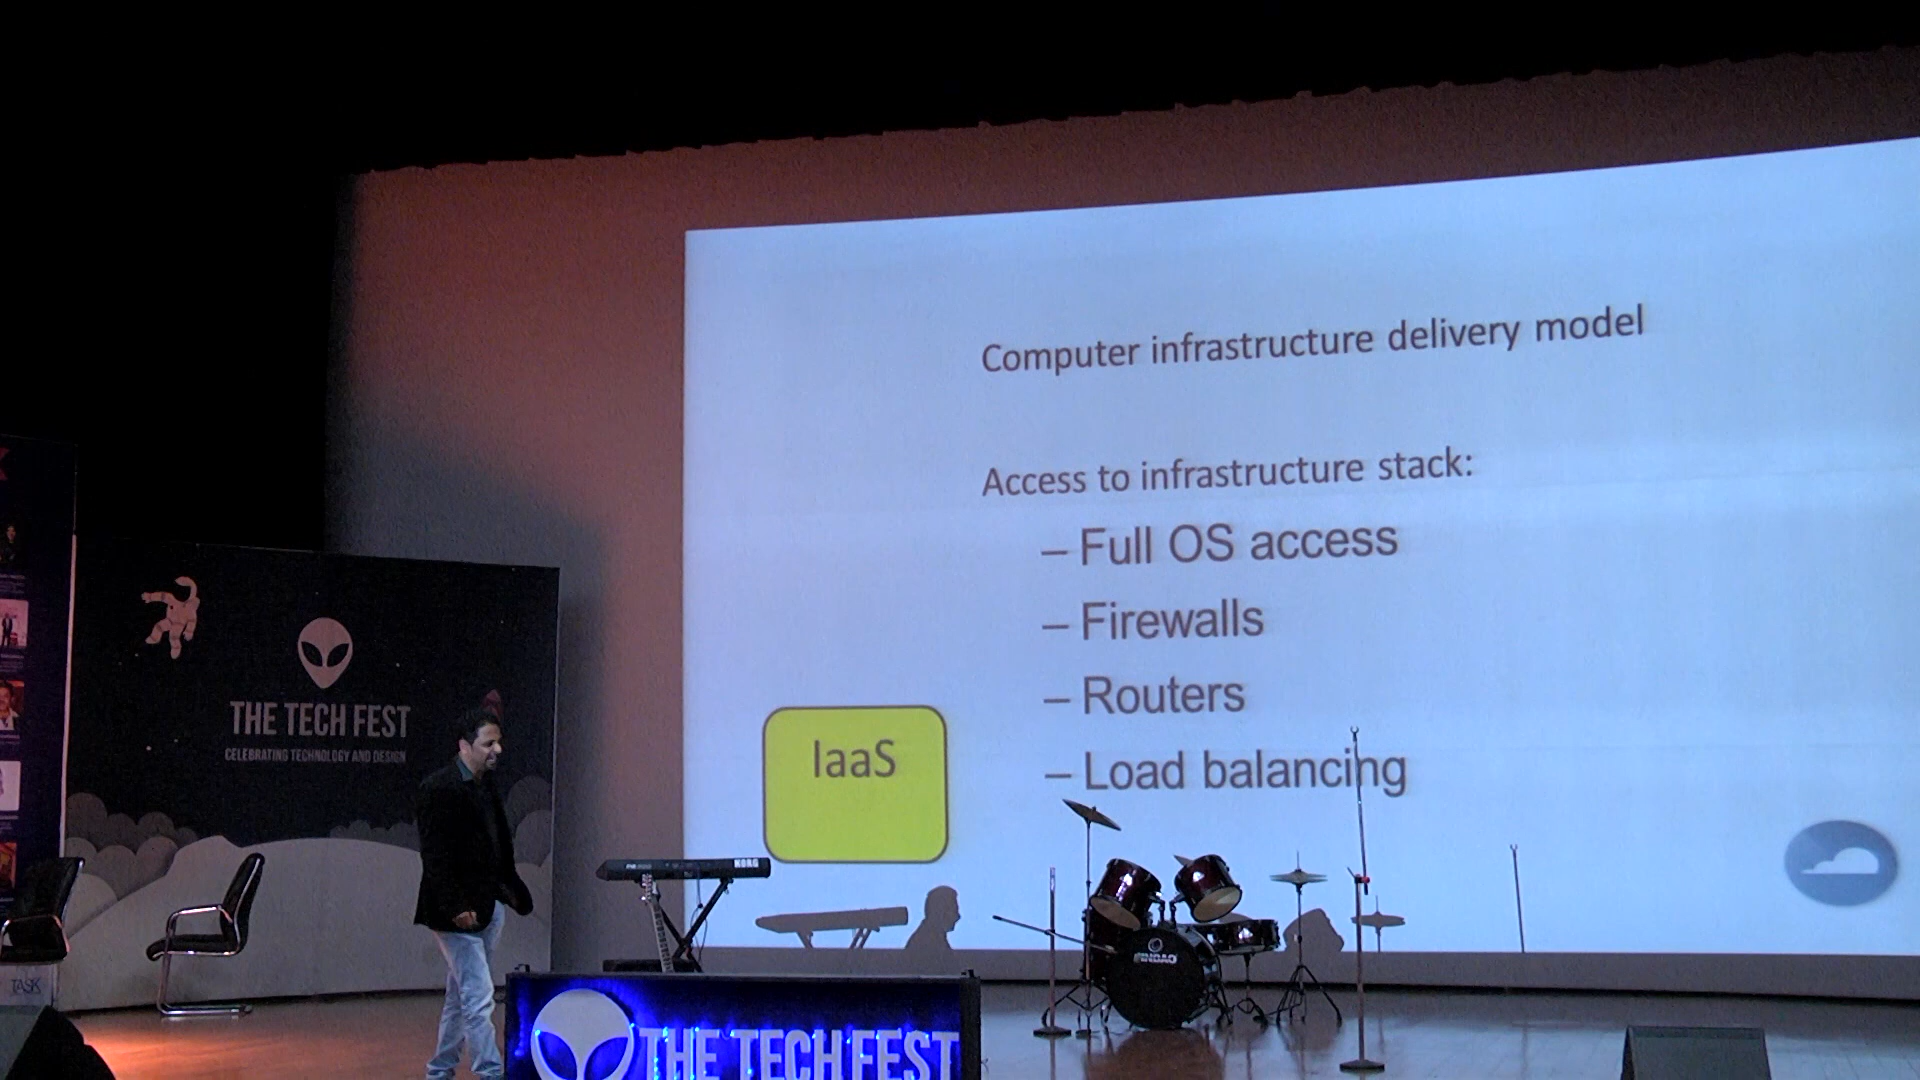 Computer infrastructure delivery model
Access to infrastructure stack:
– Full OS access
– Firewalls
– Routers
– Load balancing
IaaS
THE TECH FEST
CELEBRATING TECHNOLOGY AND DESIGN
KORG
TASK
THE TECH FEST